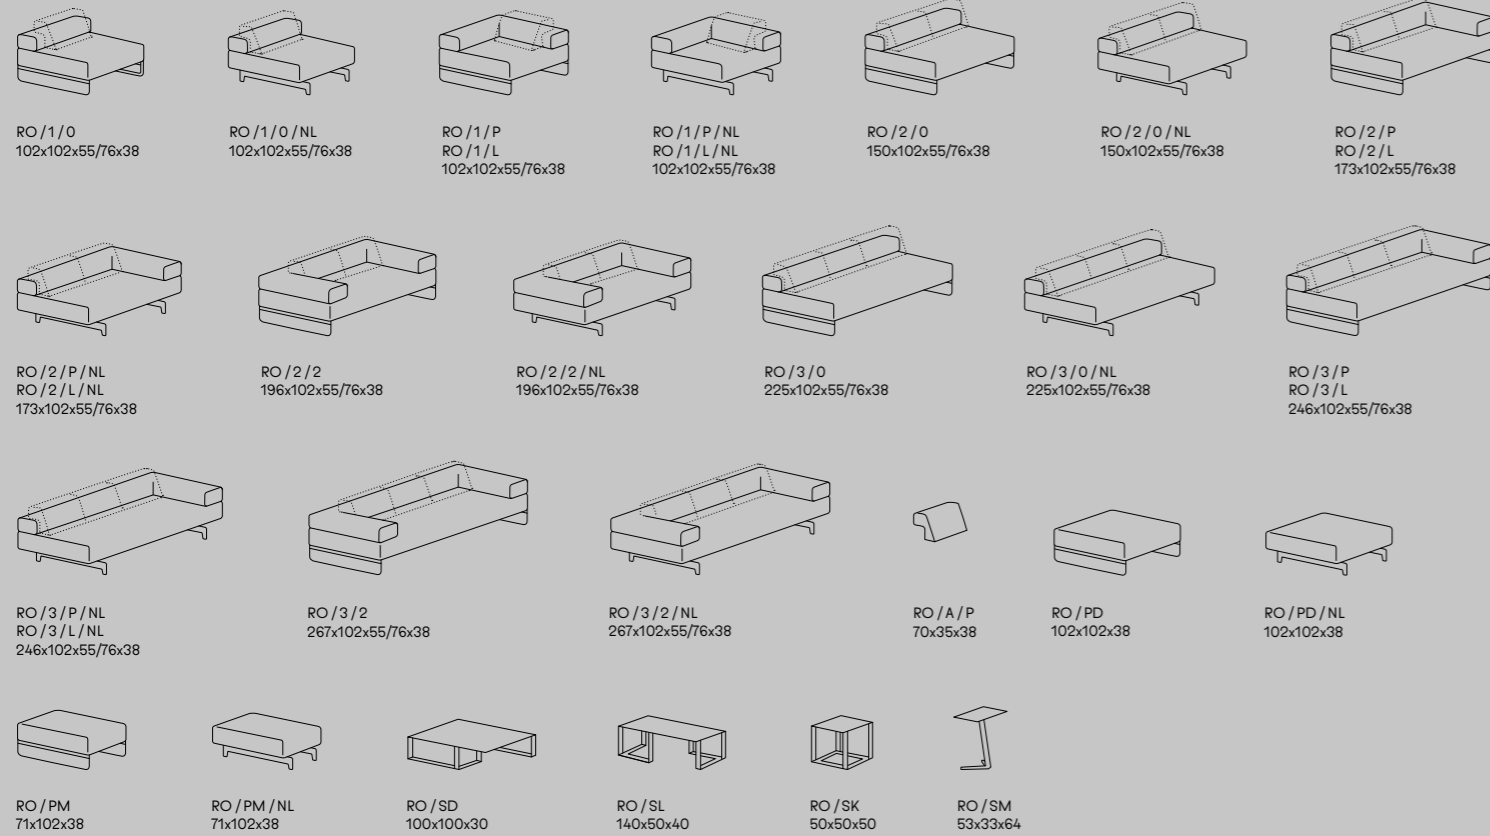 RO / 1 / 0
102x102x55/76x38
RO / 1 / 0 / NL
102x102x55/76x38
RO / 1 / P
RO / 1 / L
102x102x55/76x38
RO / 1 / P / NL
RO / 1 / L / NL
102x102x55/76x38
RO / 2 / 0
150x102x55/76x38
RO / 2 / 0 / NL
150x102x55/76x38
RO / 2 / P
RO / 2 / L
173x102x55/76x38
RO / 2 / P / NL
RO / 2 / L / NL
173x102x55/76x38
RO / 2 / 2
196x102x55/76x38
RO / 2 / 2 / NL
196x102x55/76x38
RO / 3 / 0
225x102x55/76x38
RO / 3 / 0 / NL
225x102x55/76x38
RO / 3 / P
RO / 3 / L
246x102x55/76x38
RO / 3 / P / NL
RO / 3 / L / NL
246x102x55/76x38
RO / 3 / 2
267x102x55/76x38
RO / 3 / 2 / NL
267x102x55/76x38
RO / A / P
70x35x38
RO / PD
102x102x38
RO / PD / NL
102x102x38
RO / PM
71x102x38
RO / PM / NL
71x102x38
RO / SD
100x100x30
RO / SL
140x50x40
RO / SK
50x50x50
RO / SM
53x33x64